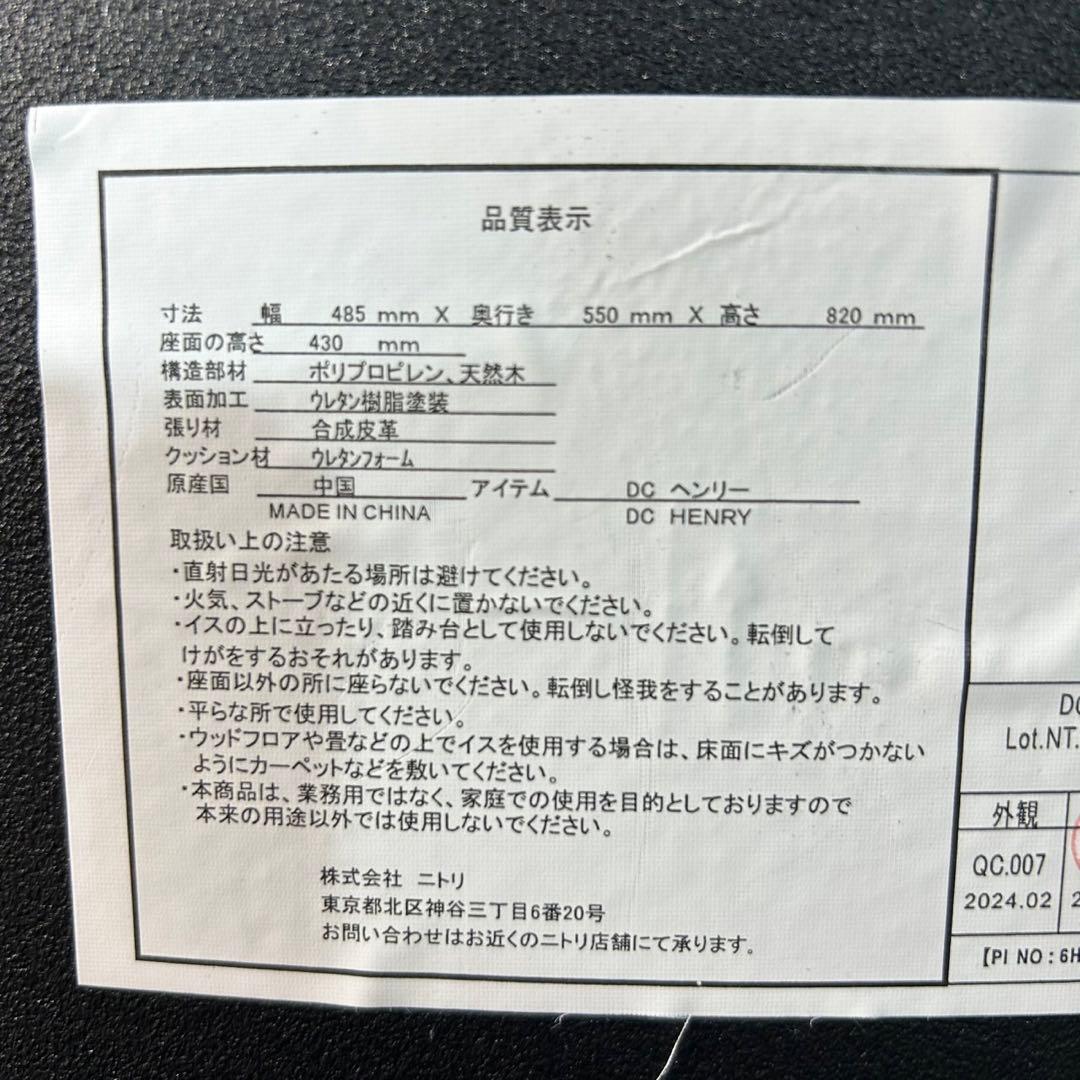 品質表示
寸法 幅 485 mm X 奥行き 550 mm X 高さ 820 mm
座面の高さ 430 mm
構造部材 ポリプロピレン、天然木
表面加工 ウレタン樹脂塗装
張り材 合成皮革
クッション材 ウレタンフォーム
原産国 中国 アイテム DC ヘンリー
MADE IN CHINA DC HENRY
取扱い上の注意
・直射日光があたる場所は避けてください。
・火気、ストーブなどの近くに置かないでください。
・イスの上に立ったり、踏み台として使用しないでください。転倒して
けがをするおそれがあります。
・座面以外の所に座らないでください。転倒し怪我をすることがあります。
・平らな所で使用してください。
・ウッドフロアや畳などの上でイスを使用する場合は、床面にキズがつかない
ようにカーペットなどを敷いてください。
・本商品は、業務用ではなく、家庭での使用を目的としておりますので
本来の用途以外では使用しないでください。
株式会社 ニトリ
東京都北区神谷三丁目6番20号
お問い合わせはお近くのニトリ店舗にて承ります。
Lot.NT.
外観
QC.007
2024.02
【PI NO : 6H